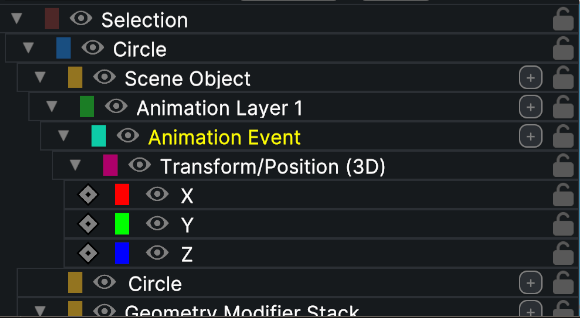 Selection
Circle
Scene Object
Animation Layer 1
Animation Event
Transform/Position (3D)
X
Y
Z
Circle
Geometry Modifier Stack